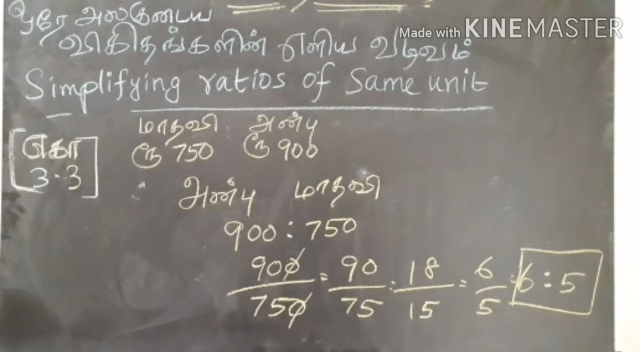 ஒரே அலகுடைய
Made with KINEMASTER
விகிதங்களின் எளிய வடிவம்
Simplifying ratios of Same unit
எ.கா 3.3
மாதவி அன்பு
ரூ 750 ரூ 900
அன்பு மாதவி
900 : 750
900/750 = 90/75 = 18/15 = 6/5 = 6 : 5